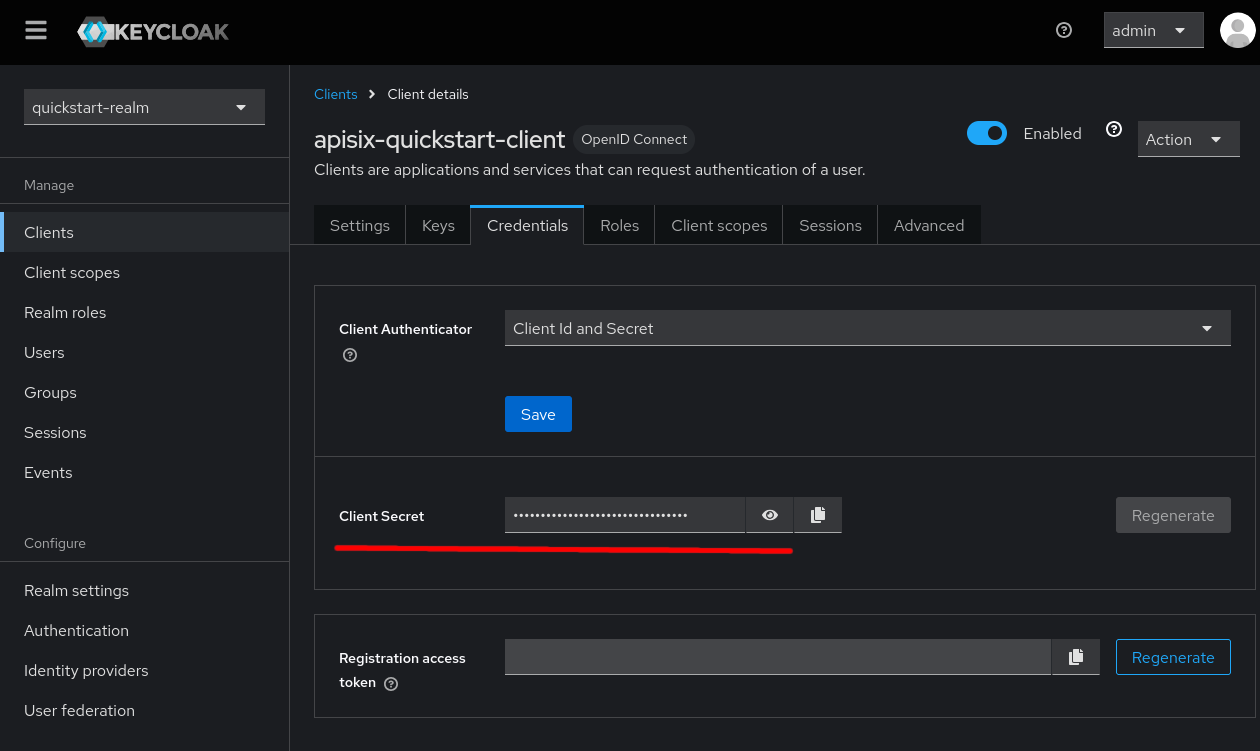 KEYCLOAK
admin
quickstart-realm
Manage
Clients
Client scopes
Realm roles
Users
Groups
Sessions
Events
Configure
Realm settings
Authentication
Identity providers
User federation
Clients > Client details
apisix-quickstart-client OpenID Connect
Enabled
Action
Clients are applications and services that can request authentication of a user.
Settings Keys Credentials Roles Client scopes Sessions Advanced
Client Authenticator
Client Id and Secret
Save
Client Secret
••••••••••••••••••••••••••••••••
Regenerate
Registration access
token
Regenerate